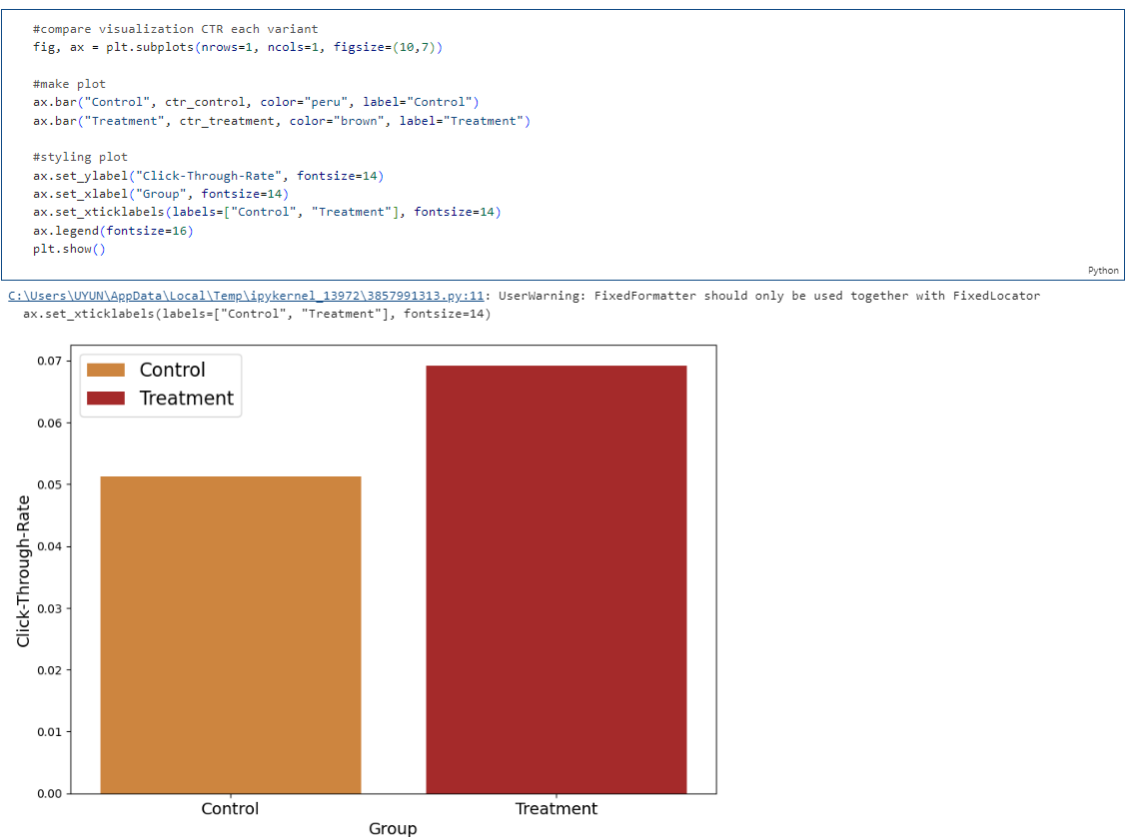 #compare visualization CTR each variant
fig, ax = plt.subplots(nrows=1, ncols=1, figsize=(10,7))
#make plot
ax.bar("Control", ctr_control, color="peru", label="Control")
ax.bar("Treatment", ctr_treatment, color="brown", label="Treatment")
#styling plot
ax.set_ylabel("Click-Through-Rate", fontsize=14)
ax.set_xlabel("Group", fontsize=14)
ax.set_xticklabels(labels=["Control", "Treatment"], fontsize=14)
ax.legend(fontsize=16)
plt.show()
Python
C:\Users\UYUN\AppData\Local\Temp\ipykernel_13972\3857991313.py:11: UserWarning: FixedFormatter should only be used together with FixedLocator
ax.set_xticklabels(labels=["Control", "Treatment"], fontsize=14)
Control
Treatment
0.07
0.06
0.05
0.04
0.03
0.02
0.01
0.00
Click-Through-Rate
Control
Treatment
Group